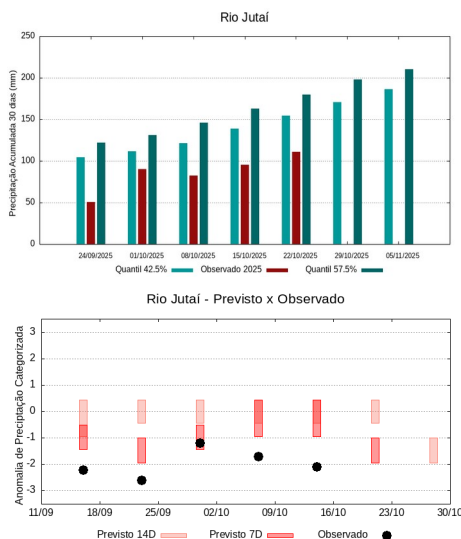 Rio Jutaí
Precipitação Acumulada 30 dias (mm)
250
200
150
100
50
0
24/09/2025 01/10/2025 08/10/2025 15/10/2025 22/10/2025 29/10/2025 05/11/2025
Quantil 42.5% Observado 2025 Quantil 57.5%
Rio Jutaí - Previsto x Observado
Anomalia de Precipitação Categorizada
3
2
1
0
-1
-2
-3
11/09 18/09 25/09 02/10 09/10 16/10 23/10 30/10
Previsto 14D Previsto 7D Observado